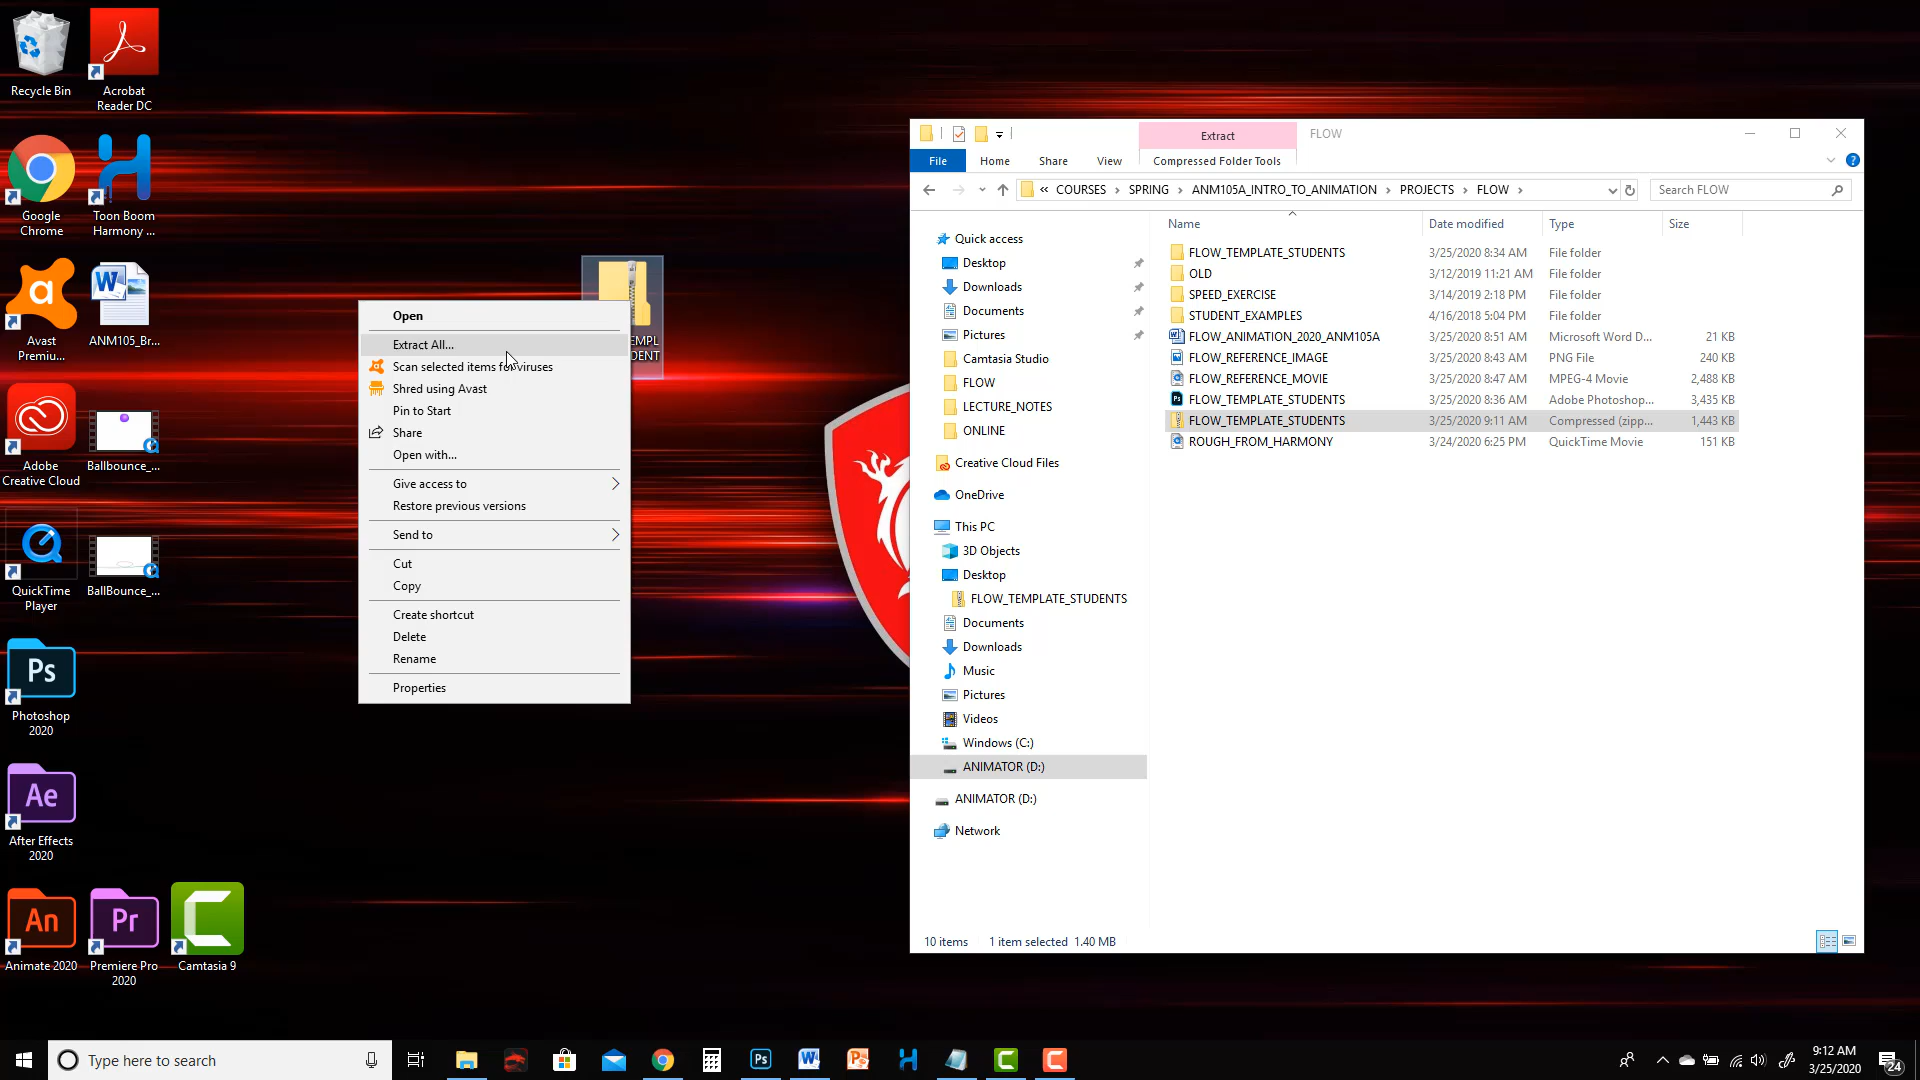 Recycle Bin
Acrobat
Reader DC
Google
Chrome
Toon Boom
Harmony ...
Avast
Premiu...
ANM105_Br...
Adobe
Creative Cloud
Ballbounce_...
QuickTime
Player
BallBounce_...
Ps
Photoshop
2020
Ae
After Effects
2020
An
Animate 2020
Pr
Premiere Pro
2020
Camtasia 9
TEMPL
DENT
Open
Extract All...
Scan selected items for viruses
Shred using Avast
Pin to Start
Share
Open with...
Give access to
Restore previous versions
Send to
Cut
Copy
Create shortcut
Delete
Rename
Properties
Extract
FLOW
File
Home
Share
View
Compressed Folder Tools
« COURSES › SPRING › ANM105A_INTRO_TO_ANIMATION › PROJECTS › FLOW ›
Search FLOW
Name
Date modified
Type
Size
FLOW_TEMPLATE_STUDENTS 3/25/2020 8:34 AM File folder
OLD 3/12/2019 11:21 AM File folder
SPEED_EXERCISE 3/14/2019 2:18 PM File folder
STUDENT_EXAMPLES 4/16/2018 5:04 PM File folder
FLOW_ANIMATION_2020_ANM105A 3/25/2020 8:51 AM Microsoft Word D... 21 KB
FLOW_REFERENCE_IMAGE 3/25/2020 8:43 AM PNG File 240 KB
FLOW_REFERENCE_MOVIE 3/25/2020 8:47 AM MPEG-4 Movie 2,488 KB
FLOW_TEMPLATE_STUDENTS 3/25/2020 8:36 AM Adobe Photoshop... 3,435 KB
FLOW_TEMPLATE_STUDENTS 3/25/2020 9:11 AM Compressed (zipp... 1,443 KB
ROUGH_FROM_HARMONY 3/24/2020 6:25 PM QuickTime Movie 151 KB
Quick access
Desktop
Downloads
Documents
Pictures
Camtasia Studio
FLOW
LECTURE_NOTES
ONLINE
Creative Cloud Files
OneDrive
This PC
3D Objects
Desktop
FLOW_TEMPLATE_STUDENTS
Documents
Downloads
Music
Pictures
Videos
Windows (C:)
ANIMATOR (D:)
ANIMATOR (D:)
Network
10 items 1 item selected 1.40 MB
Type here to search
9:12 AM
3/25/2020
24